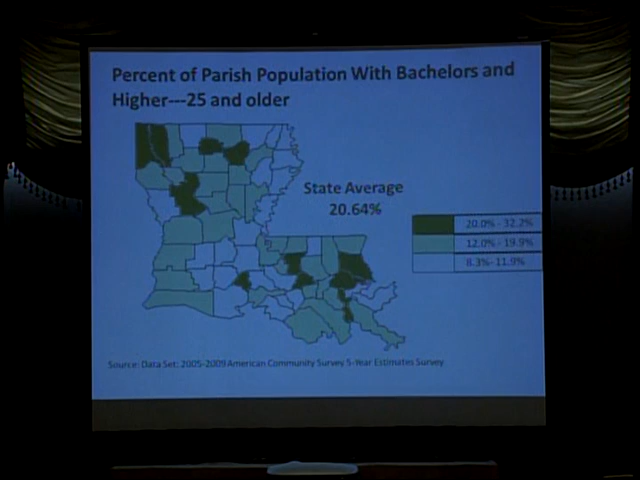 Percent of Parish Population With Bachelors and
Higher---25 and older
State Average
20.64%
20.0% - 32.2%
12.0% - 19.9%
8.3%- 11.9%
Source: Data Set: 2005-2009 American Community Survey 5-Year Estimates Survey